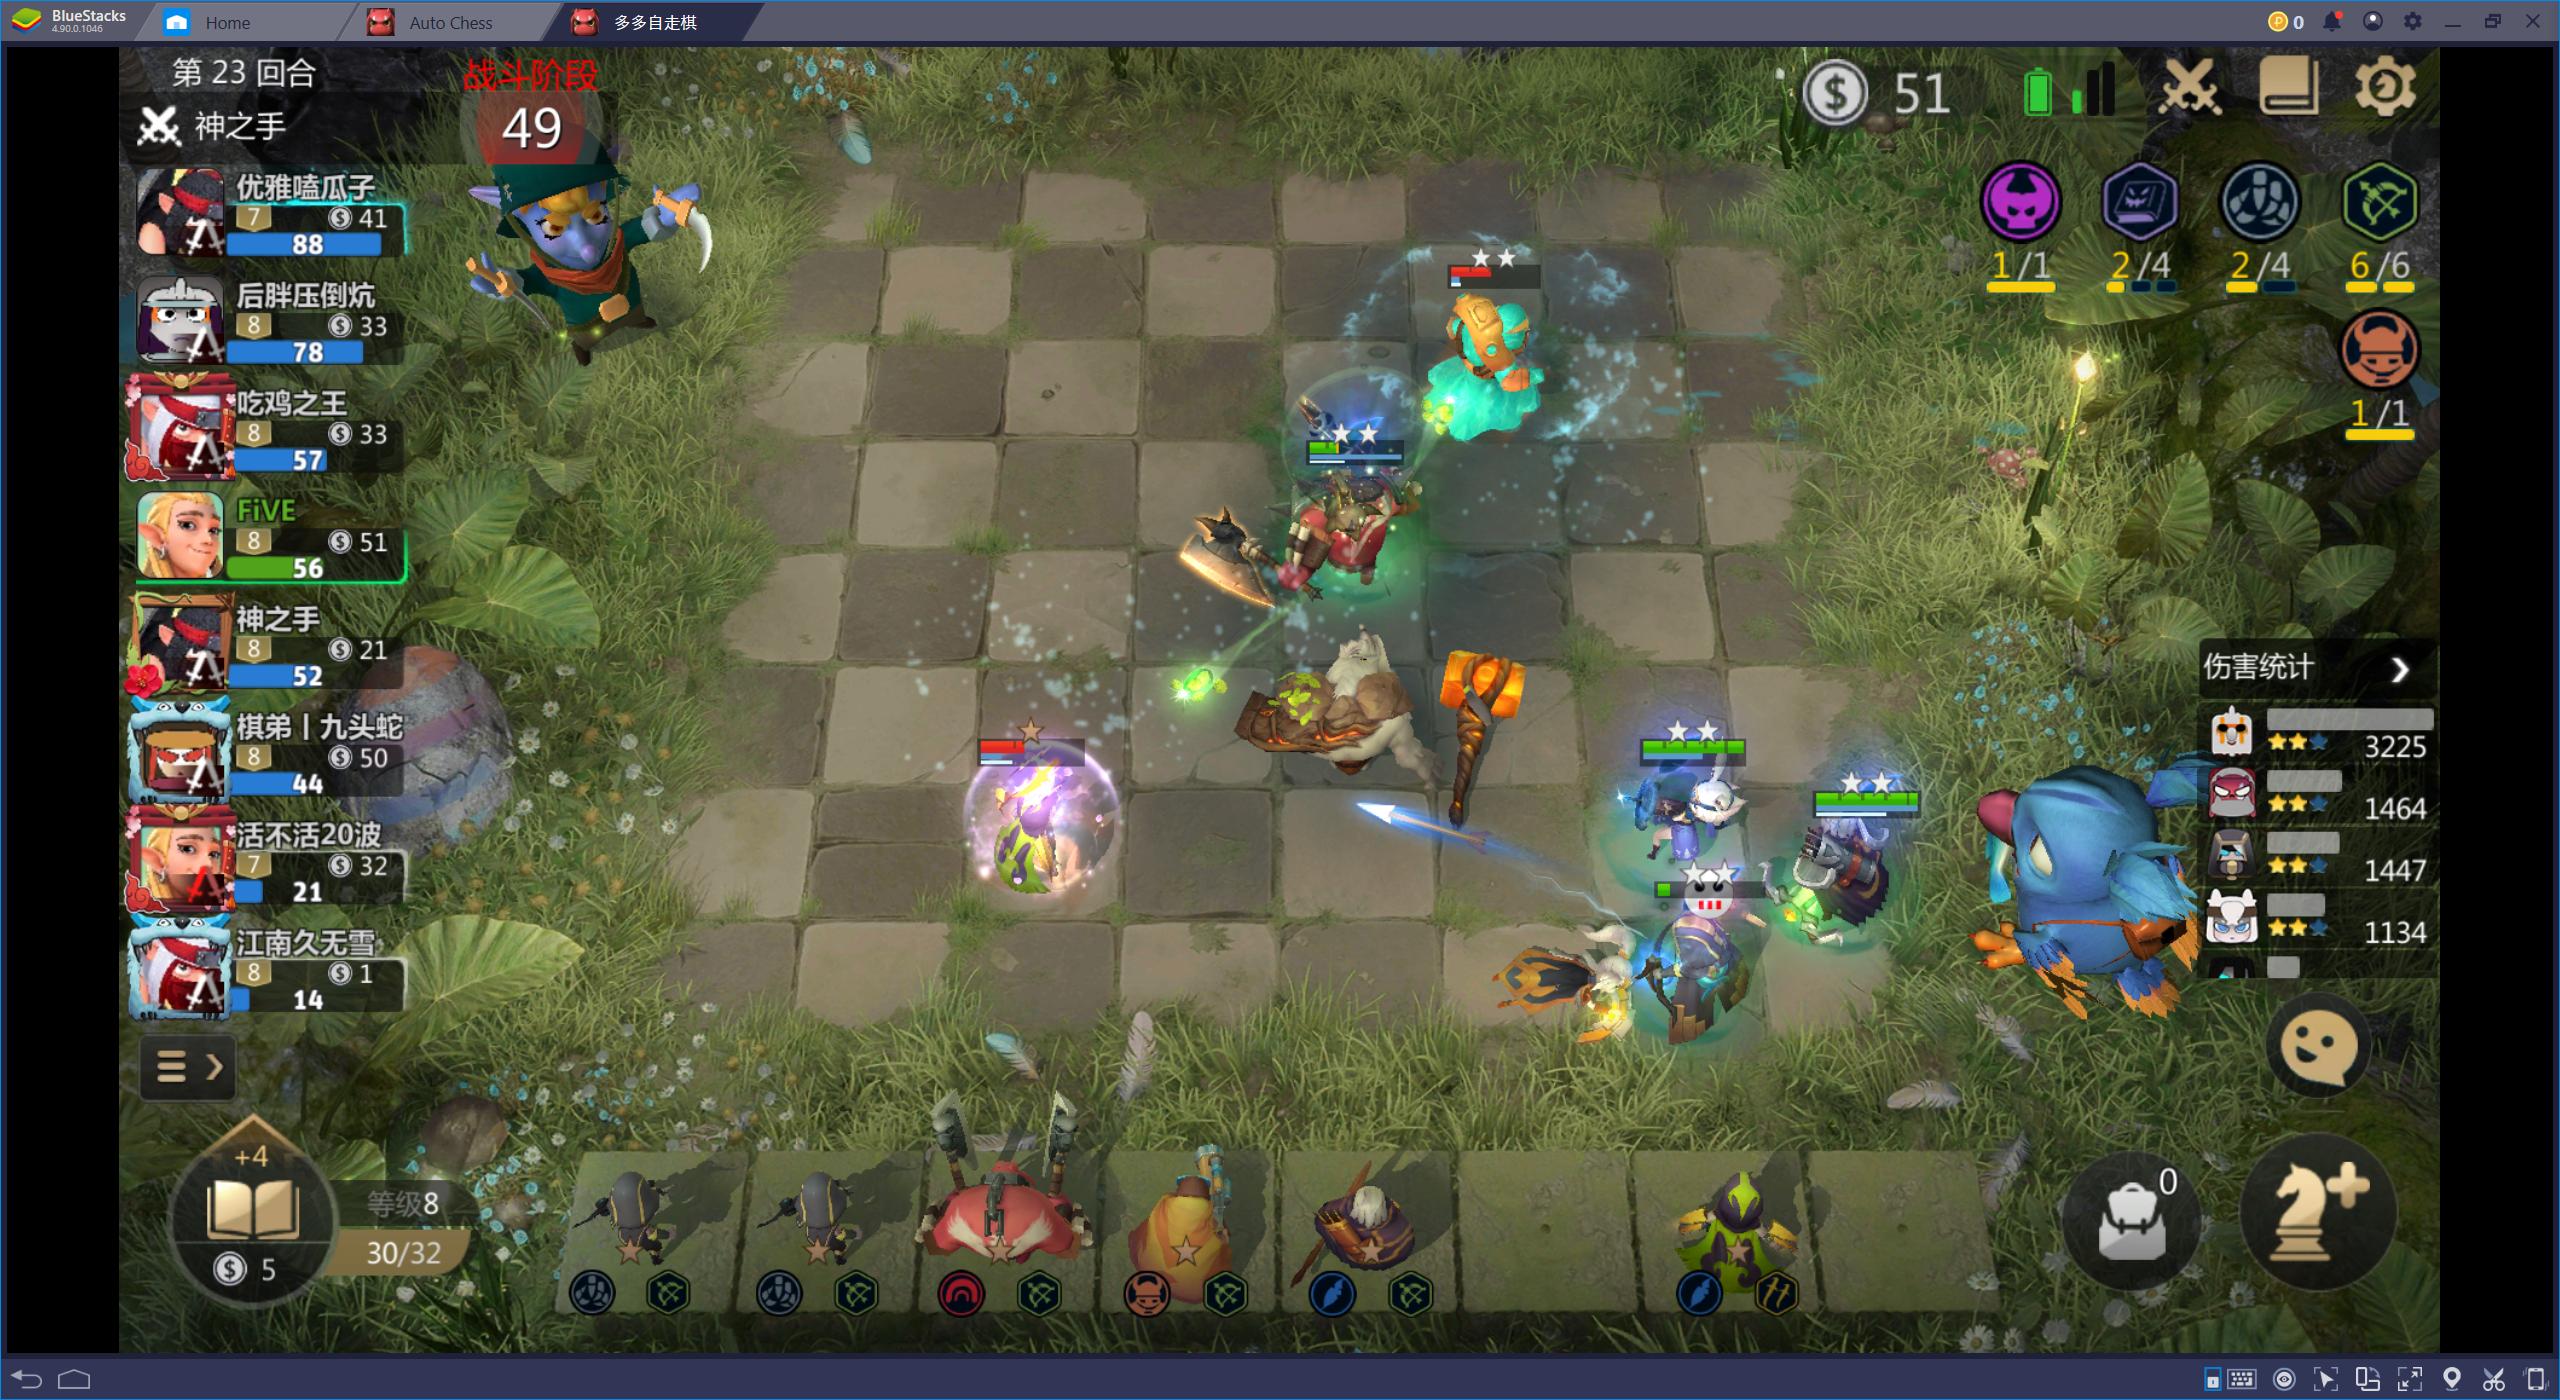 BlueStacks
4.90.0.1046
Home
Auto Chess
多多自走棋
0
第 23 回合
神之手
战斗阶段
49
51
优雅嗑瓜子
7
41
88
后胖压倒炕
8
33
78
吃鸡之王
8
33
57
FiVE
8
51
56
神之手
8
21
52
棋弟丨九头蛇
8
50
44
活不活20波
7
32
21
江南久无雪
8
1
14
1/1
2/4
2/4
6/6
1/1
伤害统计
3225
1464
1447
1134
+4
5
等级8
30/32
0